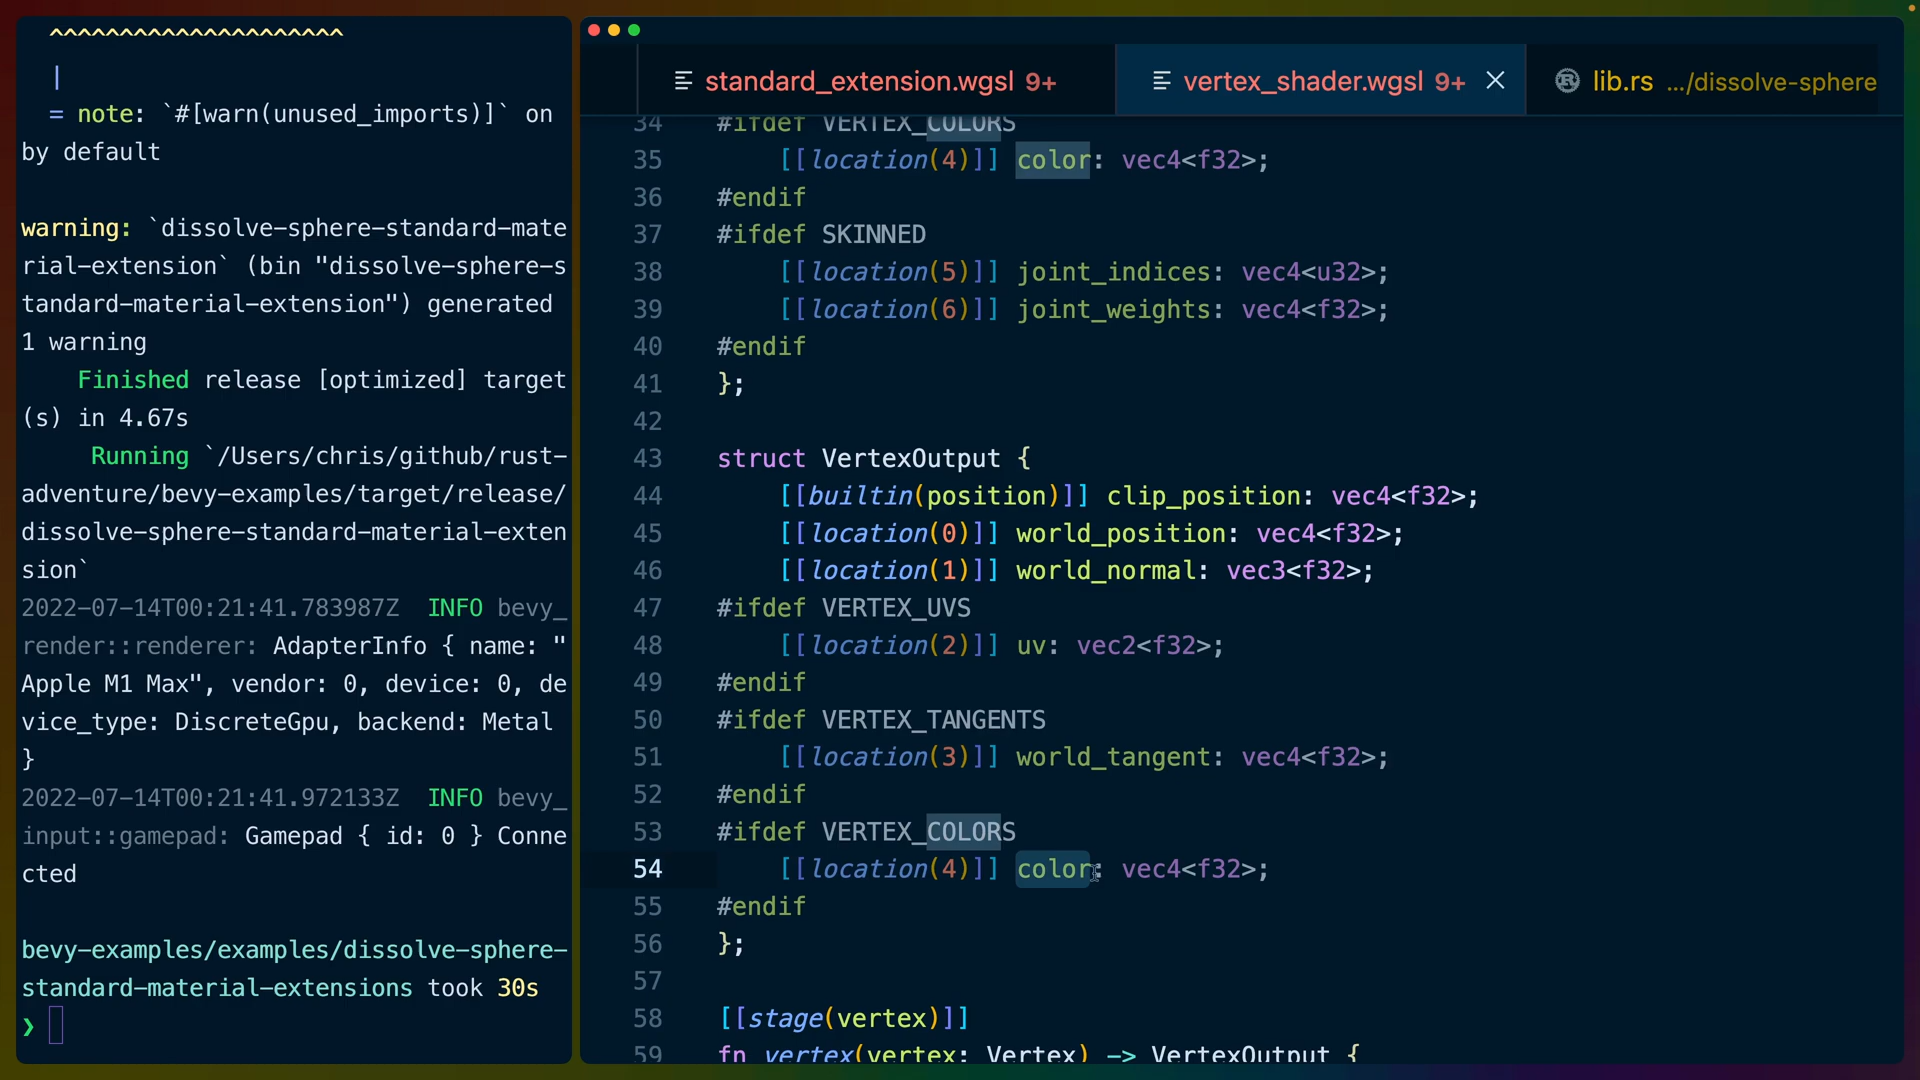 ^^^^^^^^^^^^^^^^^^^^^
|
= note: `#[warn(unused_imports)]` on
by default
warning: `dissolve-sphere-standard-mate
rial-extension` (bin "dissolve-sphere-s
tandard-material-extension") generated
1 warning
Finished release [optimized] target
(s) in 4.67s
Running `/Users/chris/github/rust-
adventure/bevy-examples/target/release/
dissolve-sphere-standard-material-exten
sion`
2022-07-14T00:21:41.783987Z  INFO bevy_
render::renderer: AdapterInfo { name: "
Apple M1 Max", vendor: 0, device: 0, de
vice_type: DiscreteGpu, backend: Metal
}
2022-07-14T00:21:41.972133Z  INFO bevy_
input::gamepad: Gamepad { id: 0 } Conne
cted
bevy-examples/examples/dissolve-sphere-
standard-material-extensions took 30s
❯
standard_extension.wgsl 9+
vertex_shader.wgsl 9+
lib.rs .../dissolve-sphere
34 #ifdef VERTEX_COLORS
35 [[location(4)]] color: vec4<f32>;
36 #endif
37 #ifdef SKINNED
38 [[location(5)]] joint_indices: vec4<u32>;
39 [[location(6)]] joint_weights: vec4<f32>;
40 #endif
41 };
42
43 struct VertexOutput {
44 [[builtin(position)]] clip_position: vec4<f32>;
45 [[location(0)]] world_position: vec4<f32>;
46 [[location(1)]] world_normal: vec3<f32>;
47 #ifdef VERTEX_UVS
48 [[location(2)]] uv: vec2<f32>;
49 #endif
50 #ifdef VERTEX_TANGENTS
51 [[location(3)]] world_tangent: vec4<f32>;
52 #endif
53 #ifdef VERTEX_COLORS
54 [[location(4)]] color: vec4<f32>;
55 #endif
56 };
57
58 [[stage(vertex)]]
59 fn vertex(vertex: Vertex) -> VertexOutput {